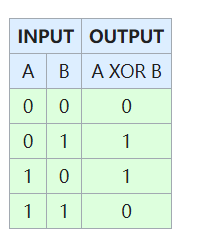 INPUT OUTPUT
A B A XOR B
0 0 0
0 1 1
1 0 1
1 1 0